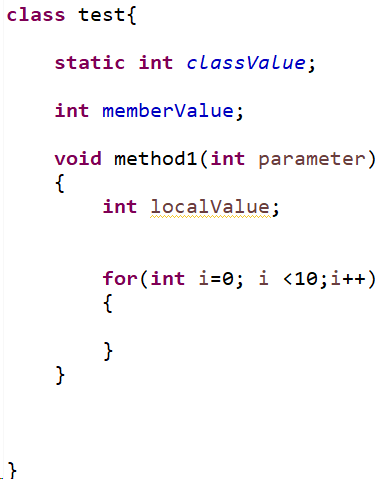 class test{
static int classValue;
int memberValue;
void method1(int parameter)
{
int localValue;
for(int i=0; i <10;i++)
{
}
}
}